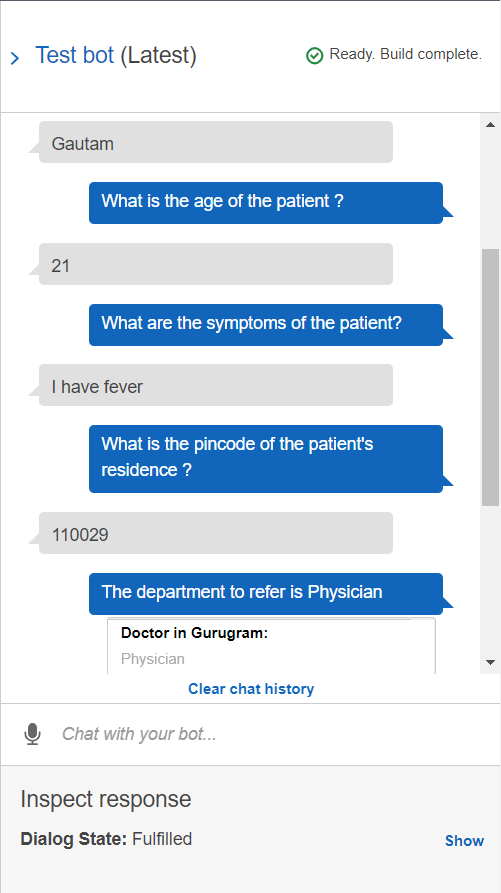 Test bot (Latest)
Ready. Build complete.
Gautam
What is the age of the patient ?
21
What are the symptoms of the patient?
I have fever
What is the pincode of the patient's
residence ?
110029
The department to refer is Physician
Doctor in Gurugram:
Physician
Clear chat history
Chat with your bot...
Inspect response
Dialog State: Fulfilled
Show